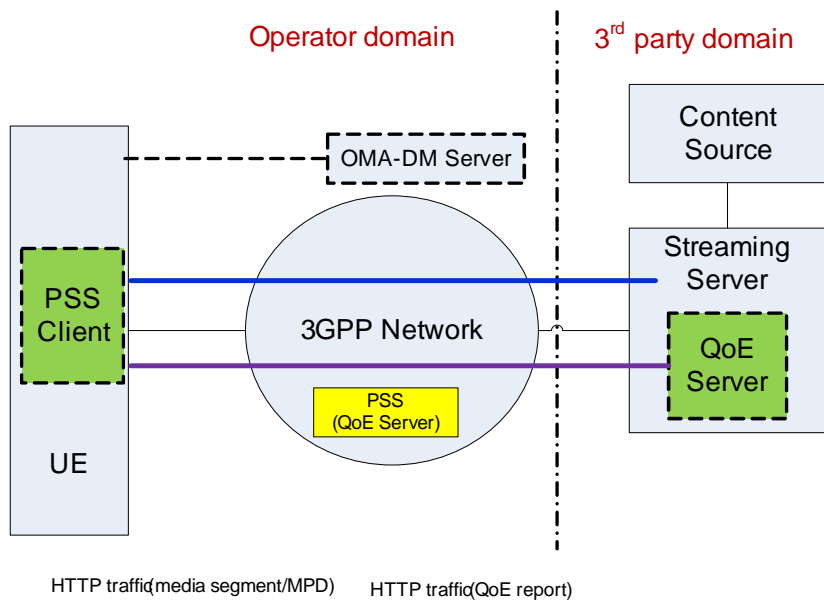 Operator domain
3rd party domain
Content
Source
OMA-DM Server
Streaming
Server
PSS
Client
3GPP Network
QoE
Server
PSS
(QoE Server)
UE
HTTP traffic(media segment/MPD)
HTTP traffic(QoE report)